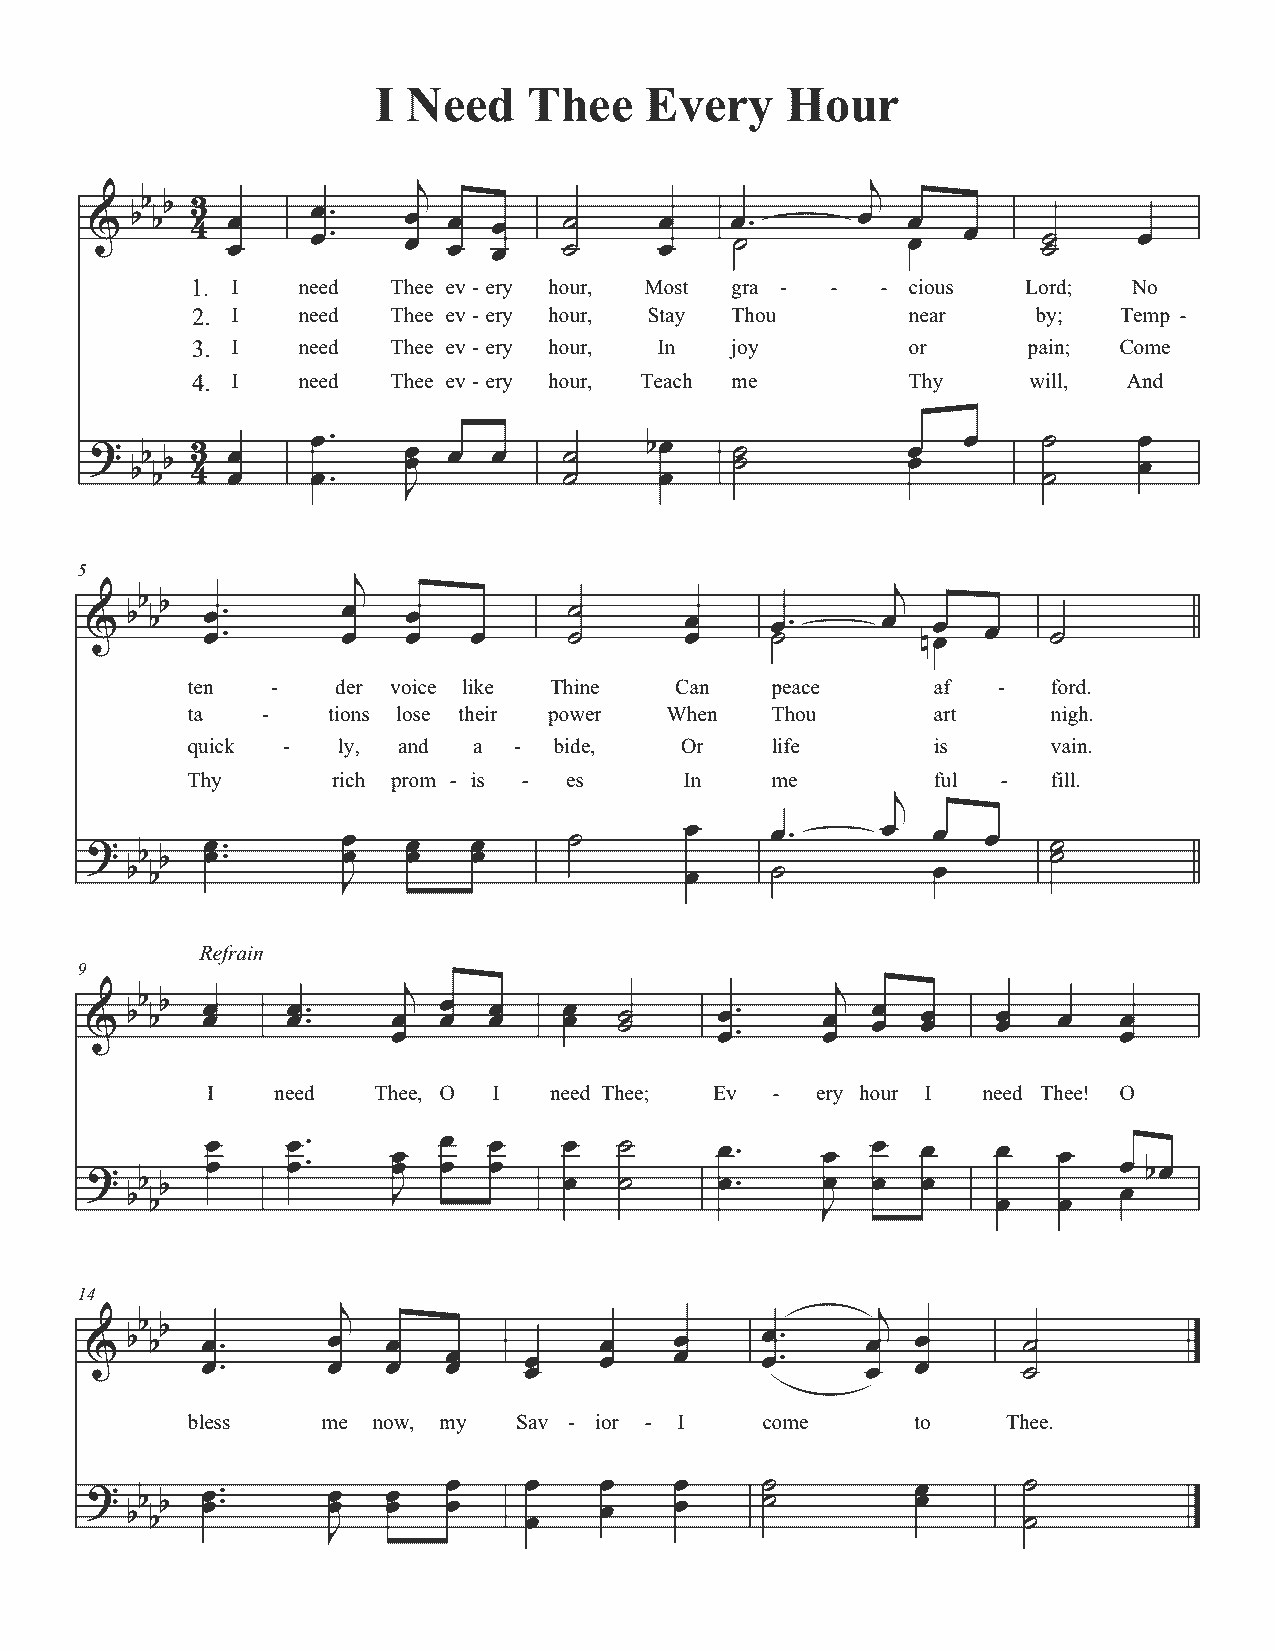 I Need Thee Every Hour
1. I need Thee ev - ery hour, Most gra - - - cious Lord; No
2. I need Thee ev - ery hour, Stay Thou near by; Temp -
3. I need Thee ev - ery hour, In joy or pain; Come
4. I need Thee ev - ery hour, Teach me Thy will, And
5
ten - der voice like Thine Can peace af - ford.
ta - tions lose their power When Thou art nigh.
quick - ly, and a - bide, Or life is vain.
Thy rich prom - is - es In me ful - fill.
Refrain
9
I need Thee, O I need Thee; Ev - ery hour I need Thee! O
14
bless me now, my Sav - ior - I come to Thee.